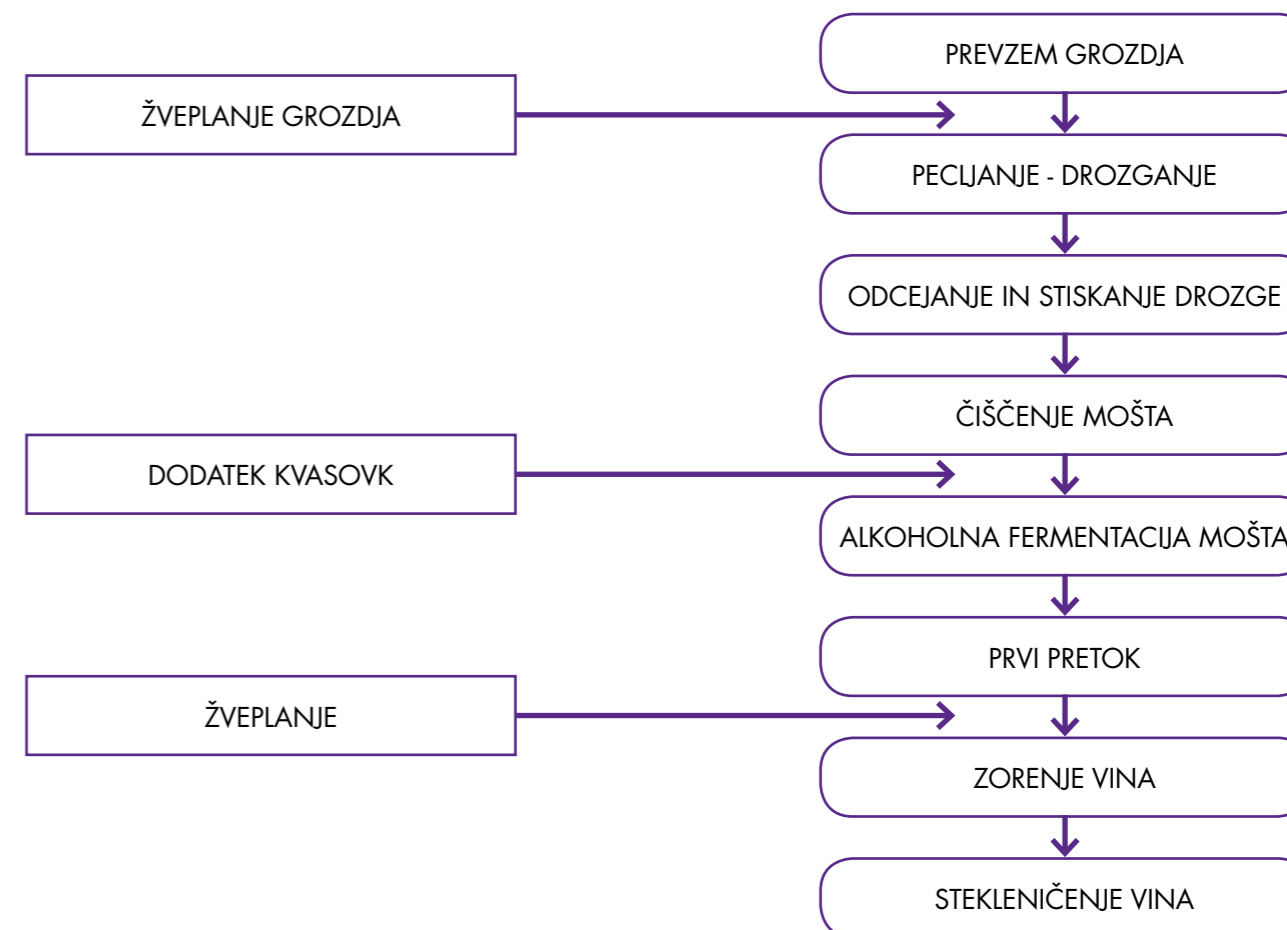 PREVZEM GROZDJA
ŽVEPLANJE GROZDJA
PECLJANJE - DROZGANJE
ODCEJANJE IN STISKANJE DROZGE
ČIŠČENJE MOŠTA
DODATEK KVASOVK
ALKOHOLNA FERMENTACIJA MOŠTA
PRVI PRETOK
ŽVEPLANJE
ZORENJE VINA
STEKLENIČENJE VINA